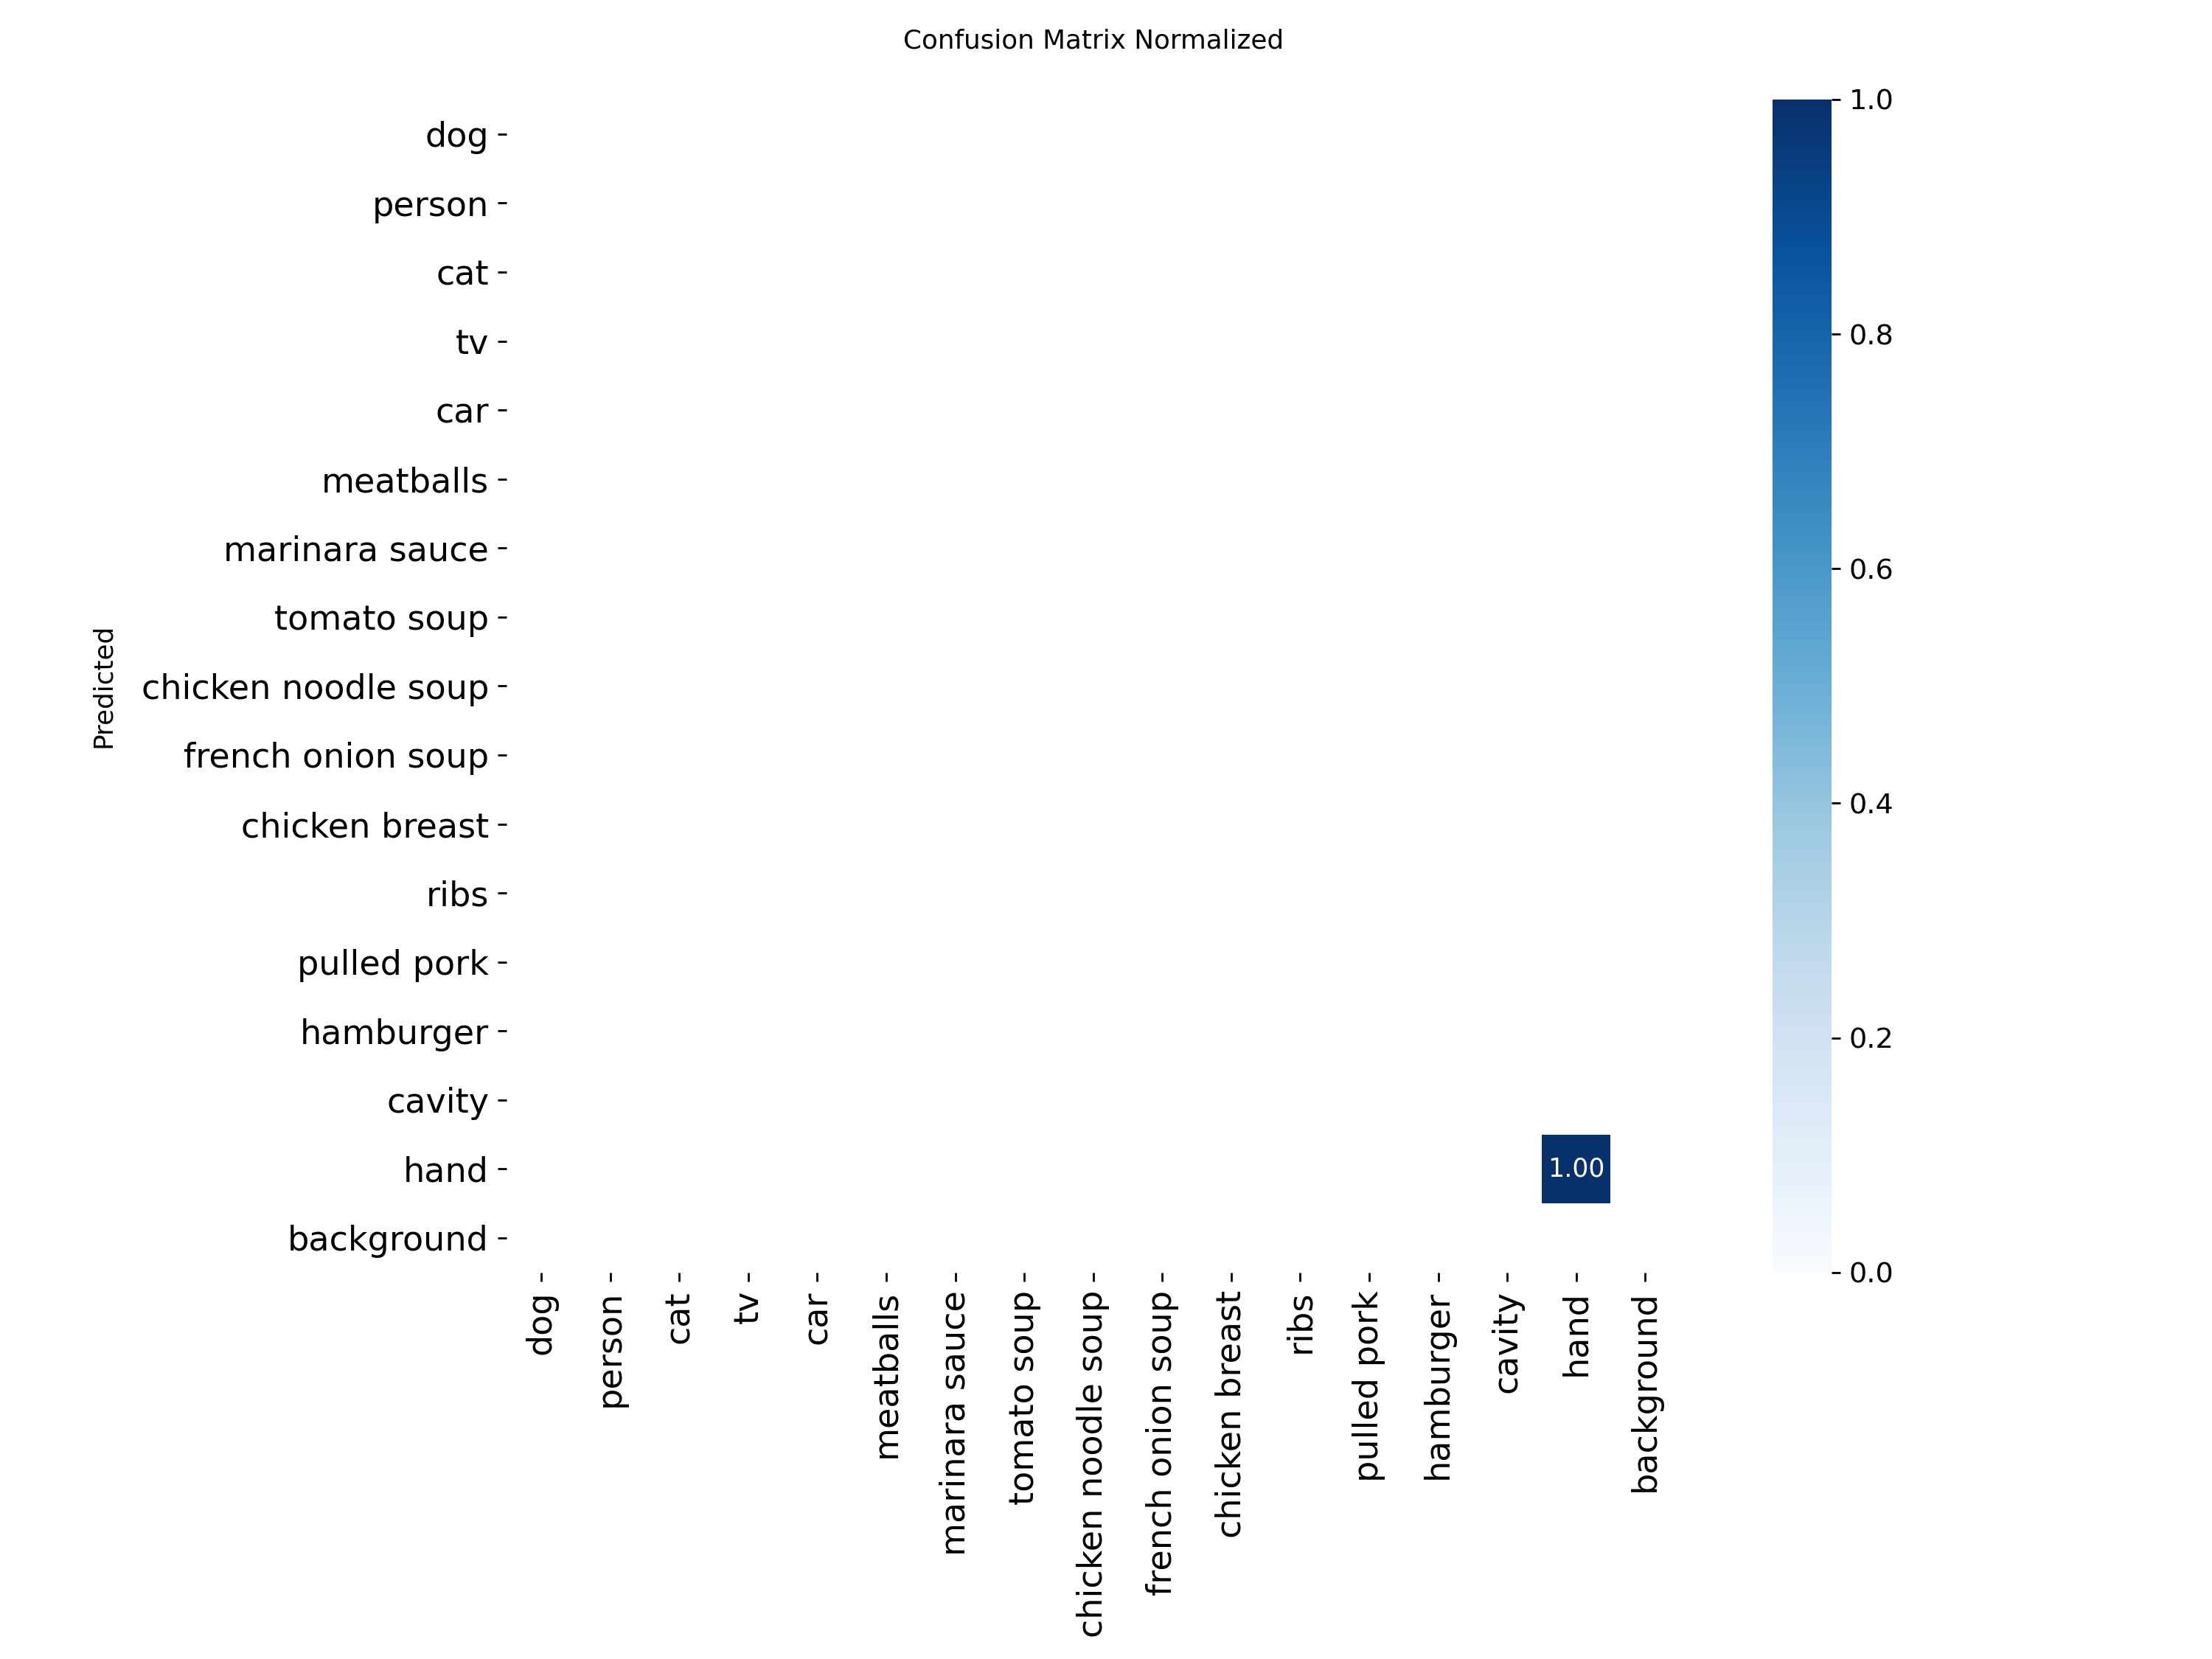 Confusion Matrix Normalized
Predicted
dog
person
cat
tv
car
meatballs
marinara sauce
tomato soup
chicken noodle soup
french onion soup
chicken breast
ribs
pulled pork
hamburger
cavity
hand
background
1.00
dog
person
cat
tv
car
meatballs
marinara sauce
tomato soup
chicken noodle soup
french onion soup
chicken breast
ribs
pulled pork
hamburger
cavity
hand
background
1.0
0.8
0.6
0.4
0.2
0.0